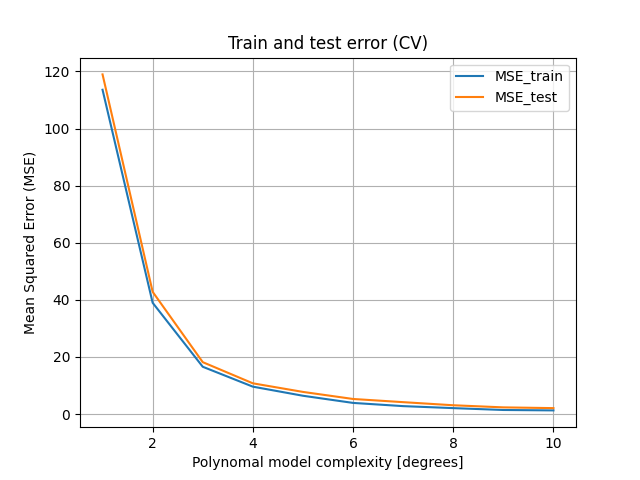 Train and test error (CV)
MSE_train
MSE_test
Mean Squared Error (MSE)
120
100
80
60
40
20
0
2
4
6
8
10
Polynomal model complexity [degrees]